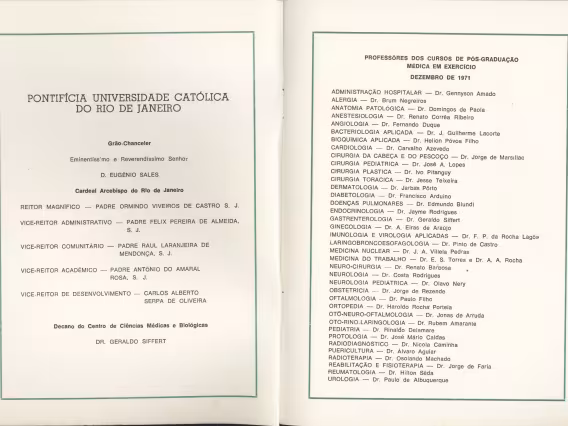 PONTIFÍCIA UNIVERSIDADE CATÓLICA
DO RIO DE JANEIRO
Grão-Chanceler
Eminentíssimo e Reverendíssimo Senhor
D. EUGÊNIO SALES
Cardeal Arcebispo do Rio de Janeiro
REITOR MAGNÍFICO — PADRE ORMINDO VIVEIROS DE CASTRO S. J.
VICE-REITOR ADMINISTRATIVO — PADRE FELIX PEREIRA DE ALMEIDA,
S. J.
VICE-REITOR COMUNITÁRIO — PADRE RAUL LARANJEIRA DE
MENDONÇA, S. J.
VICE-REITOR ACADÊMICO — PADRE ANTÔNIO DO AMARAL
ROSA, S. J.
VICE-REITOR DE DESENVOLVIMENTO — CARLOS ALBERTO
SERPA DE OLIVEIRA
Decano do Centro de Ciências Médicas e Biológicas
DR. GERALDO SIFFERT
PROFESSÔRES DOS CURSOS DE PÓS-GRADUAÇÃO
MÉDICA EM EXERCÍCIO
DEZEMBRO DE 1971
ADMINISTRAÇÃO HOSPITALAR — Dr. Gennyson Amado
ALERGIA — Dr. Brum Negreiros
ANATOMIA PATOLÓGICA — Dr. Domingos de Paola
ANESTESIOLOGIA — Dr. Renato Corrêa Ribeiro
ANGIOLOGIA — Dr. Fernando Duque
BACTERIOLOGIA APLICADA — Dr. J. Guilherme Lacorte
BIOQUÍMICA APLICADA — Dr. Helion Póvoa Filho
CARDIOLOGIA — Dr. Carvalho Azevedo
CIRURGIA DA CABEÇA E DO PESCOÇO — Dr. Jorge de Marsillac
CIRURGIA PEDIÁTRICA — Dr. José A. Lopes
CIRURGIA PLÁSTICA — Dr. Ivo Pitanguy
CIRURGIA TORÁCICA — Dr. Jesse Teixeira
DERMATOLOGIA — Dr. Jarbas Pôrto
DIABETOLOGIA — Dr. Francisco Arduino
DOENÇAS PULMONARES — Dr. Edmundo Blundi
ENDOCRINOLOGIA — Dr. Jayme Rodrigues
GASTRENTEROLOGIA — Dr. Geraldo Siffert
GINECOLOGIA — Dr. A. Eiras de Araujo
IMUNOLOGIA E VIROLOGIA APLICADAS — Dr. F. P. da Rocha Lagôa
LARINGOBRONCOESOFAGOLOGIA — Dr. Pinto de Castro
MEDICINA NUCLEAR — Dr. J. A. Villela Pedras
MEDICINA DO TRABALHO — Dr. E. S. Torres e Dr. A. A. Rocha
NEURO-CIRURGIA — Dr. Renato Barbosa
NEUROLOGIA — Dr. Costa Rodrigues
NEUROLOGIA PEDIÁTRICA — Dr. Olavo Nery
OBSTETRÍCIA — Dr. Jorge de Rezende
OFTALMOLOGIA — Dr. Paulo Filho
ORTOPEDIA — Dr. Haroldo Rocha Portela
OTO-NEURO-OFTALMOLOGIA — Dr. Jonas de Arruda
OTO-RINO-LARINGOLOGIA — Dr. Rubem Amarante
PEDIATRIA — Dr. Rinaldo Delamare
PROTOLOGIA — Dr. José Mário Caldas
RADIODIAGNÓSTICO — Dr. Nicola Caminha
PUERICULTURA — Dr. Alvaro Aguiar
RADIOTERAPIA — Dr. Osolando Machado
REABILITAÇÃO E FISIOTERAPIA — Dr. Jorge de Faria
REUMATOLOGIA — Dr. Hilton Seda
UROLOGIA — Dr. Paulo de Albuquerque